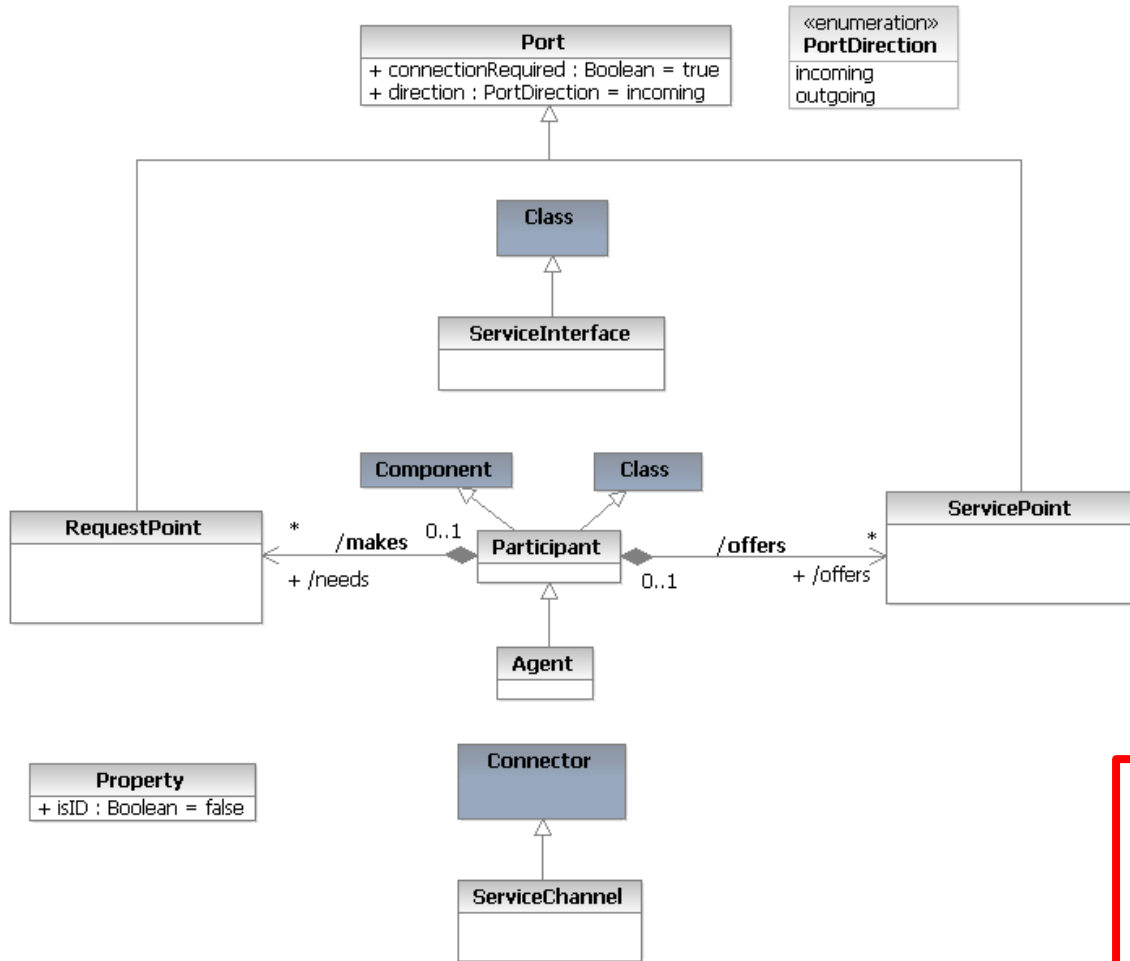 Port
+ connectionRequired : Boolean = true
+ direction : PortDirection = incoming
«enumeration»
PortDirection
incoming
outgoing
Class
ServiceInterface
Component
Class
RequestPoint
*
/makes
0..1
+ /needs
Participant
/offers
*
0..1
+ /offers
ServicePoint
Agent
Property
+ isID : Boolean = false
Connector
ServiceChannel